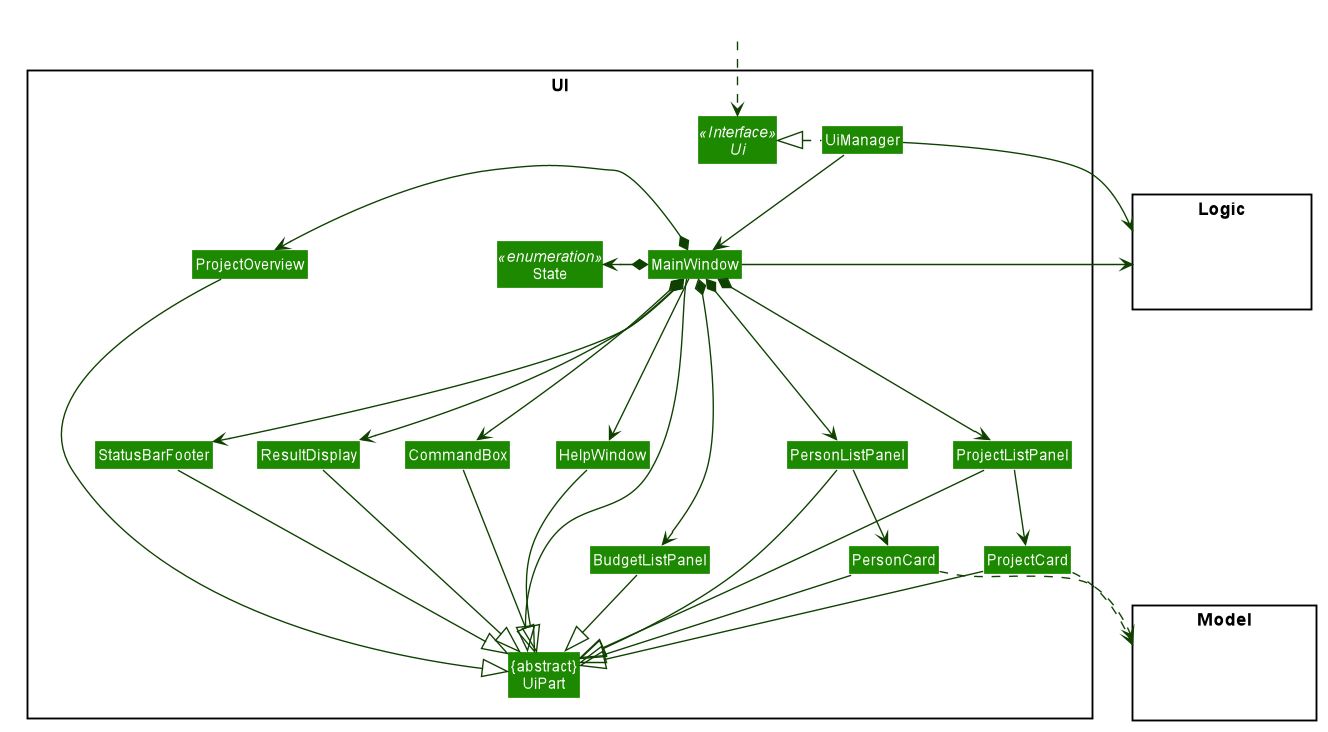 UI
«Interface»
Ui
UiManager
Logic
ProjectOverview
«enumeration»
State
MainWindow
StatusBarFooter
ResultDisplay
CommandBox
HelpWindow
PersonListPanel
ProjectListPanel
BudgetListPanel
PersonCard
ProjectCard
Model
{abstract}
UiPart